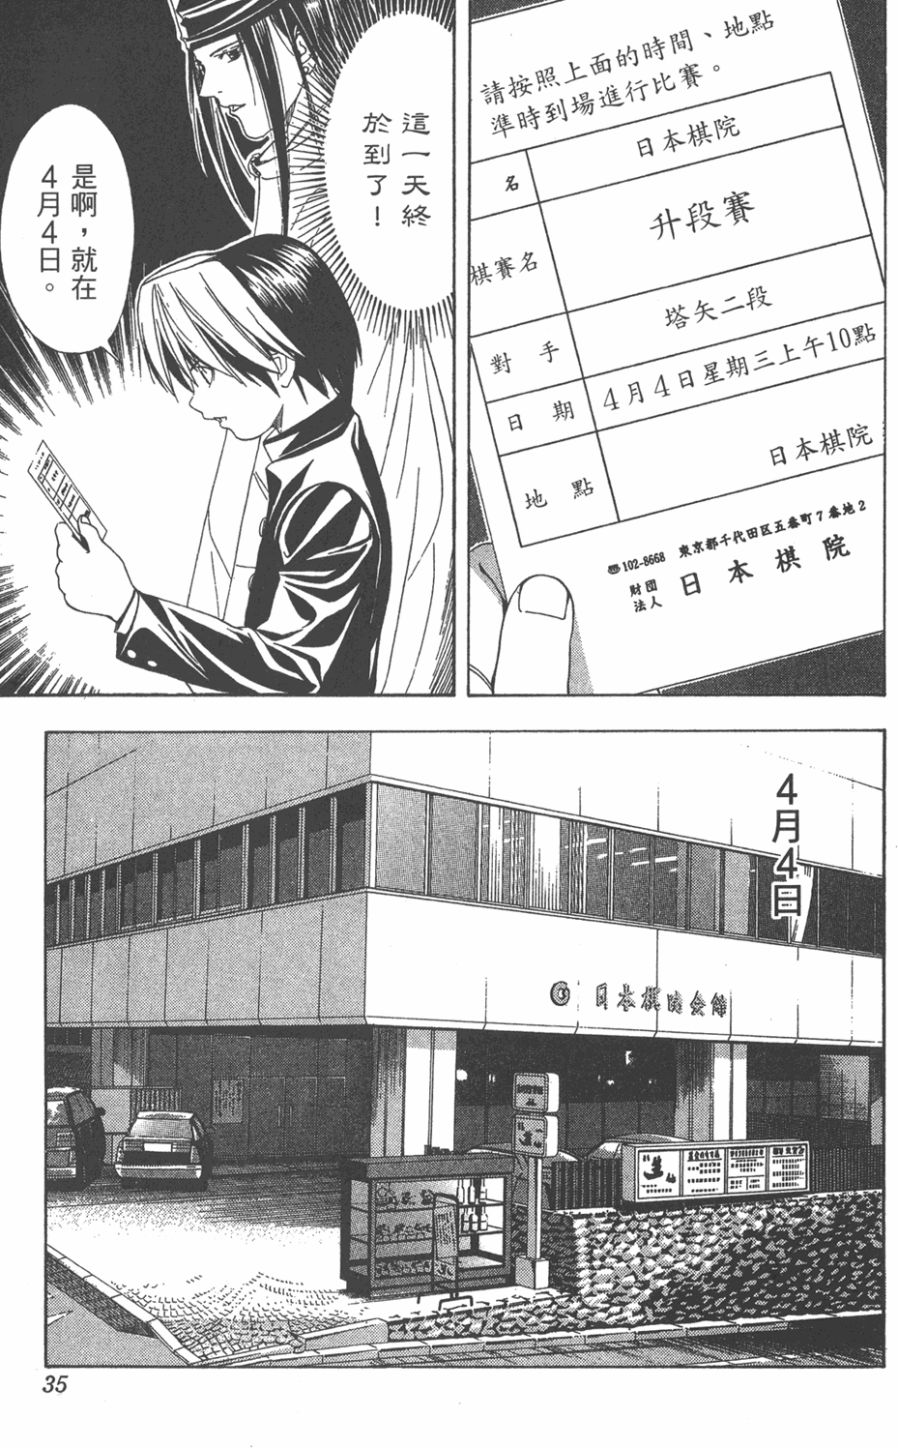 請按照上面的時間、地點
準時到場進行比賽。
名 日本棋院
棋賽名 升段賽
對手 塔矢二段
日期 4月4日星期三上午10點
地點 日本棋院
☎102-8668 東京都千代田区五番町7番地2
財団
法人 日本棋院
這一天終
於到了！
是啊，就在
4月4日。
4月4日
日本棋院会館
35